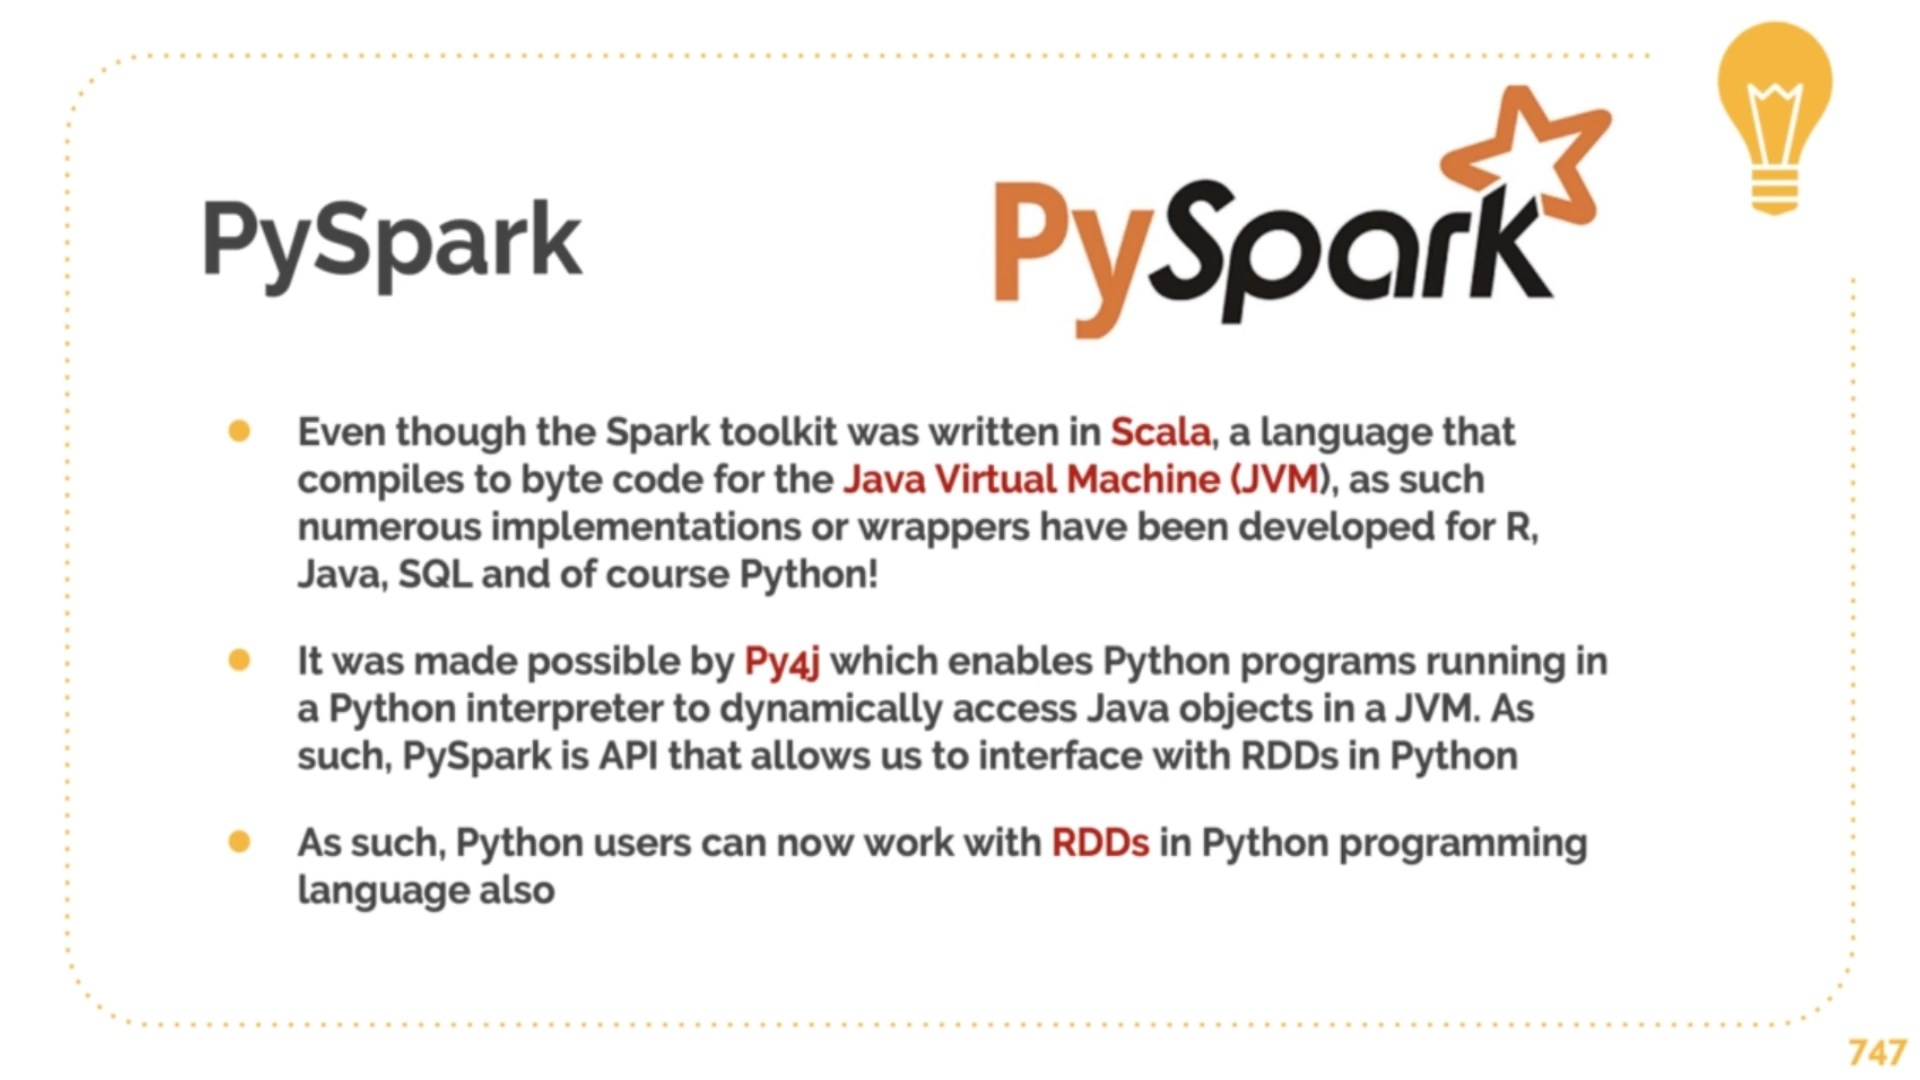 PySpark
PySpark
Even though the Spark toolkit was written in Scala, a language that
compiles to byte code for the Java Virtual Machine (JVM), as such
numerous implementations or wrappers have been developed for R,
Java, SQL and of course Python!
It was made possible by Py4j which enables Python programs running in
a Python interpreter to dynamically access Java objects in a JVM. As
such, PySpark is API that allows us to interface with RDDs in Python
As such, Python users can now work with RDDs in Python programming
language also
747